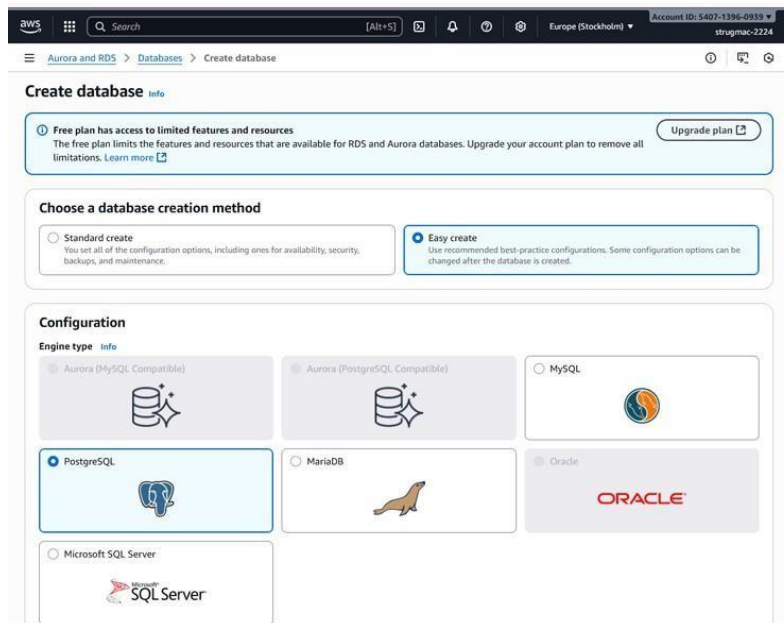 aws
Search [Alt+S] Europe (Stockholm) Account ID: 5407-1396-0939
strugmac-2224
Aurora and RDS > Databases > Create database
Create database Info
Free plan has access to limited features and resources
The free plan limits the features and resources that are available for RDS and Aurora databases. Upgrade your account plan to remove all
limitations. Learn more
Upgrade plan
Choose a database creation method
Standard create
You set all of the configuration options, including ones for availability, security,
backups, and maintenance.
Easy create
Use recommended best-practice configurations. Some configuration options can be
changed after the database is created.
Configuration
Engine type Info
Aurora (MySQL Compatible)
Aurora (PostgreSQL Compatible)
MySQL
PostgreSQL
MariaDB
Oracle
ORACLE
Microsoft SQL Server
Microsoft
SQL Server